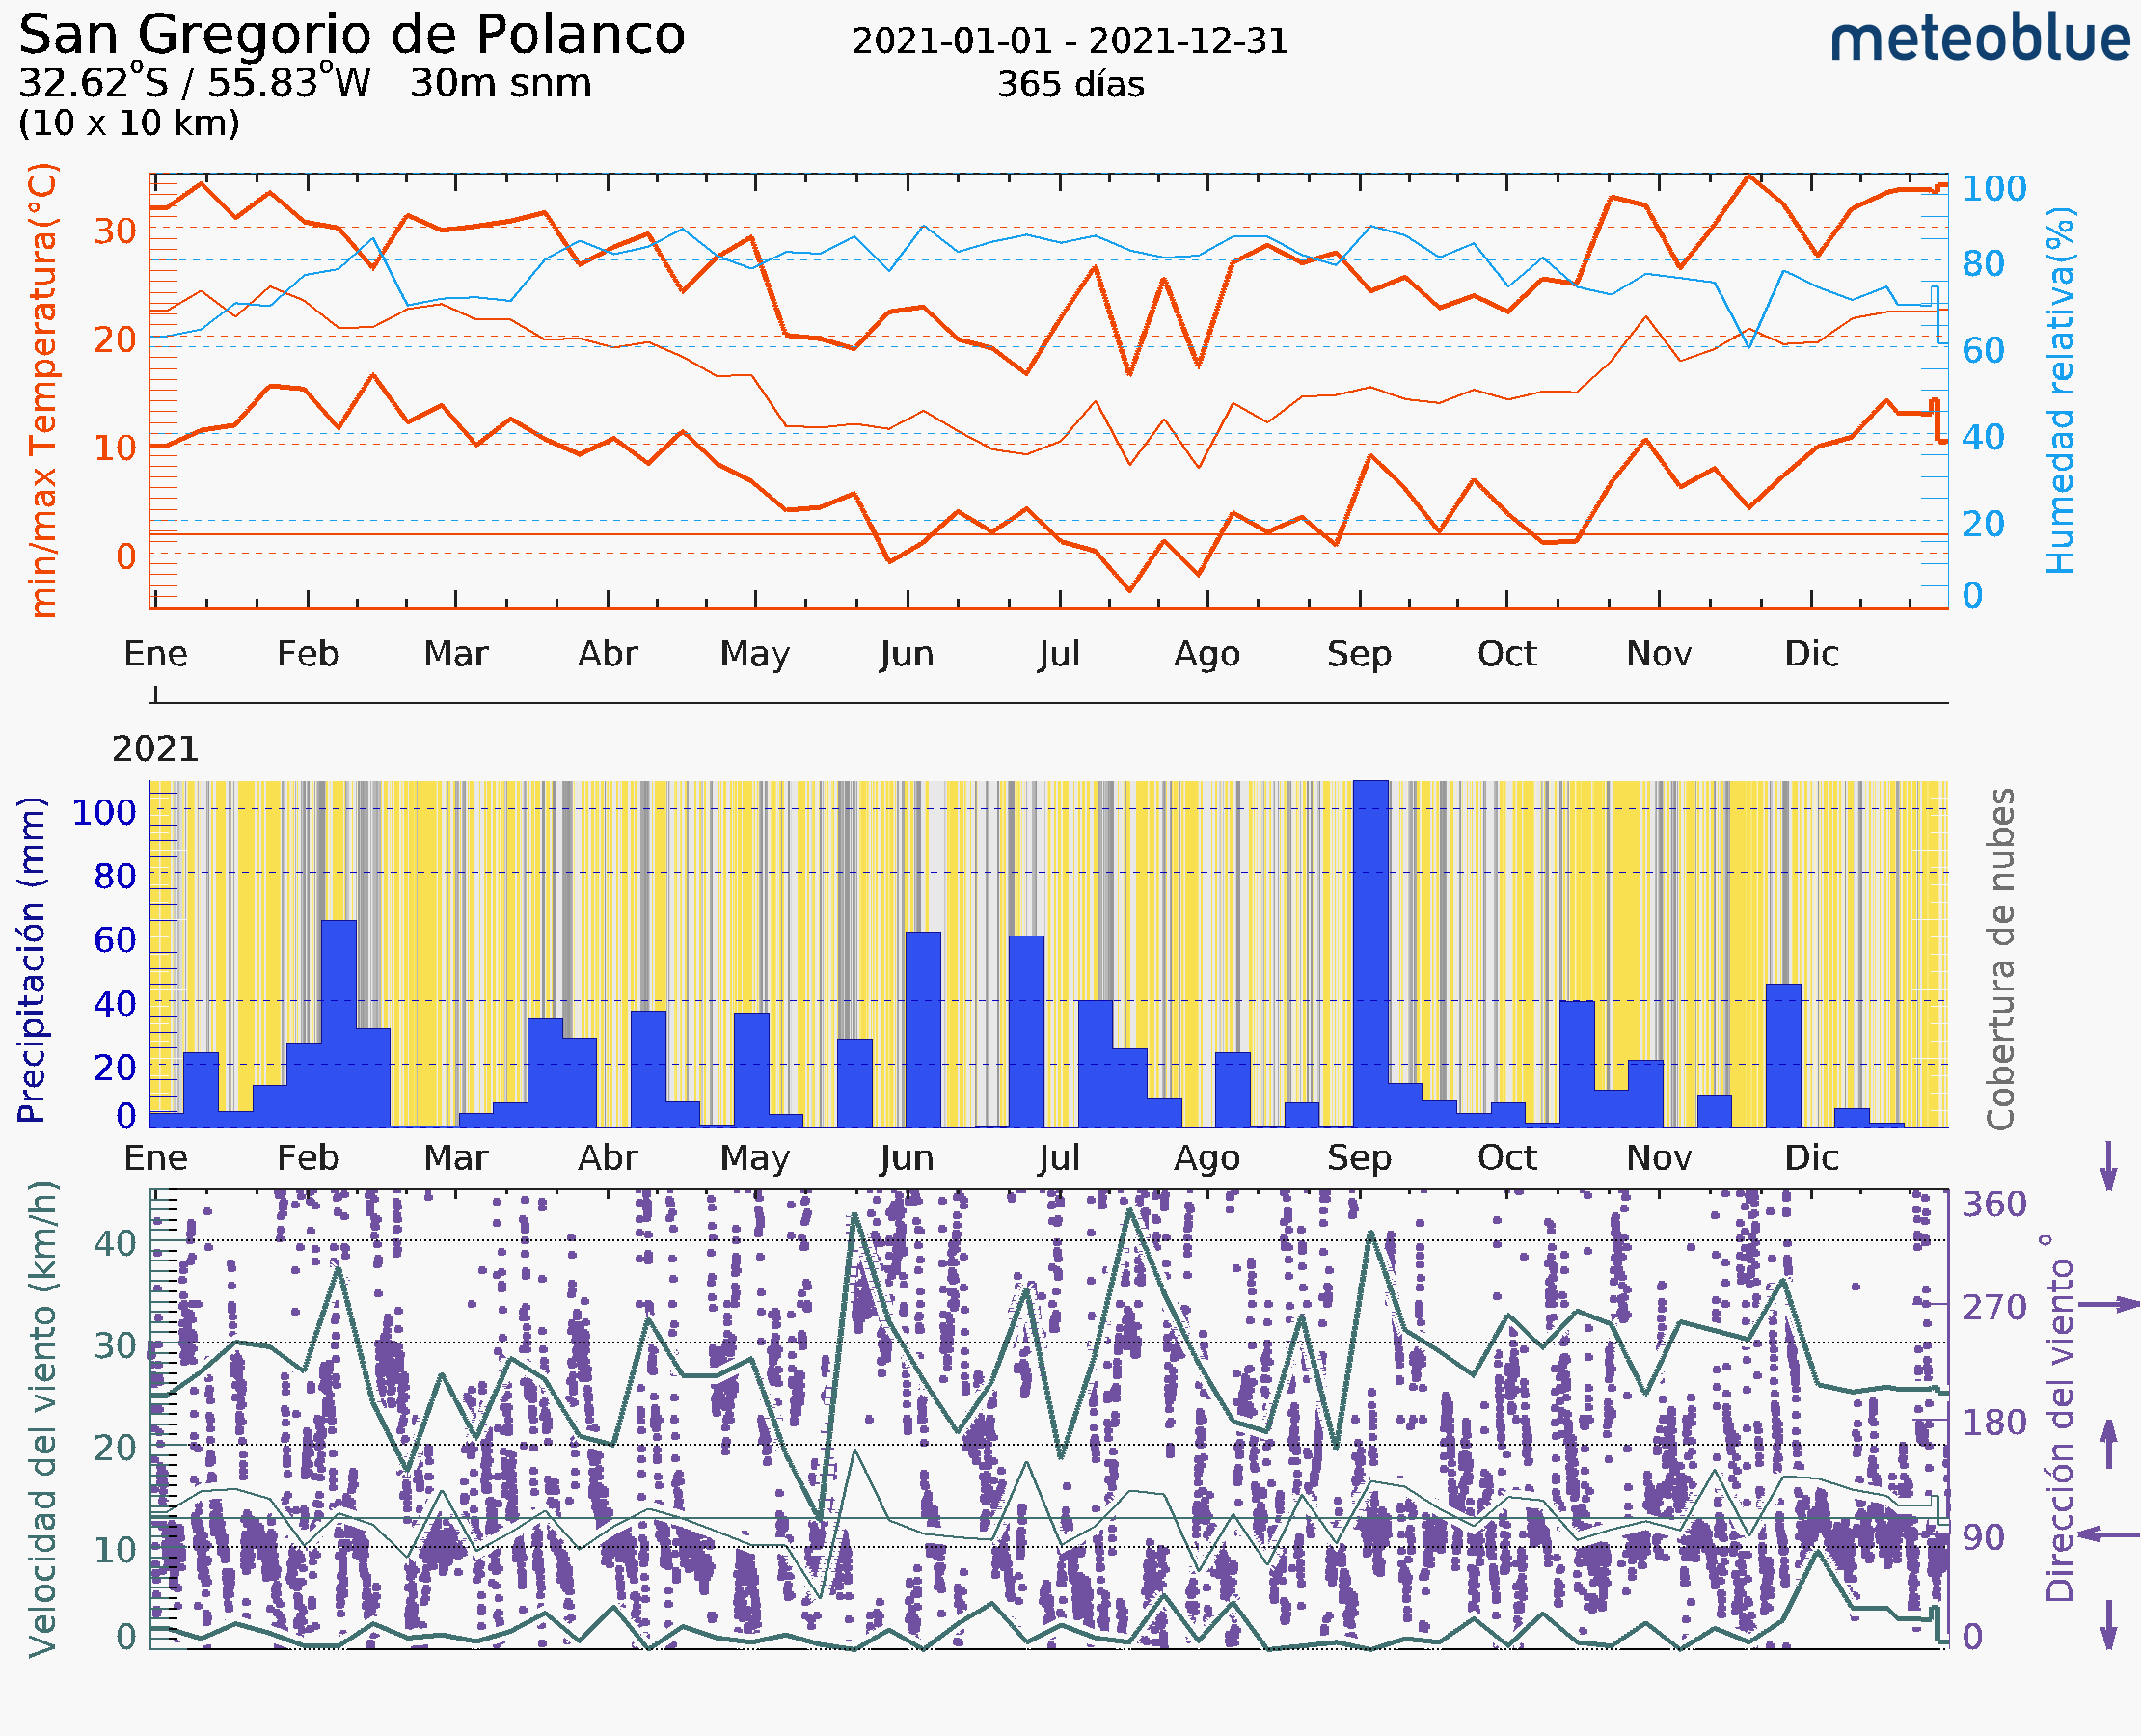 San Gregorio de Polanco
2021-01-01 - 2021-12-31
meteoblue
32.62°S / 55.83°W 30m snm
365 días
(10 x 10 km)
min/max Temperatura(°C)
30
20
10
0
100
80
60
40
20
0
Humedad relativa(%)
Ene Feb Mar Abr May Jun Jul Ago Sep Oct Nov Dic
2021
Precipitación (mm)
100
80
60
40
20
0
Cobertura de nubes
Ene Feb Mar Abr May Jun Jul Ago Sep Oct Nov Dic
Velocidad del viento (km/h)
40
30
20
10
0
360
270
180
90
0
Dirección del viento °